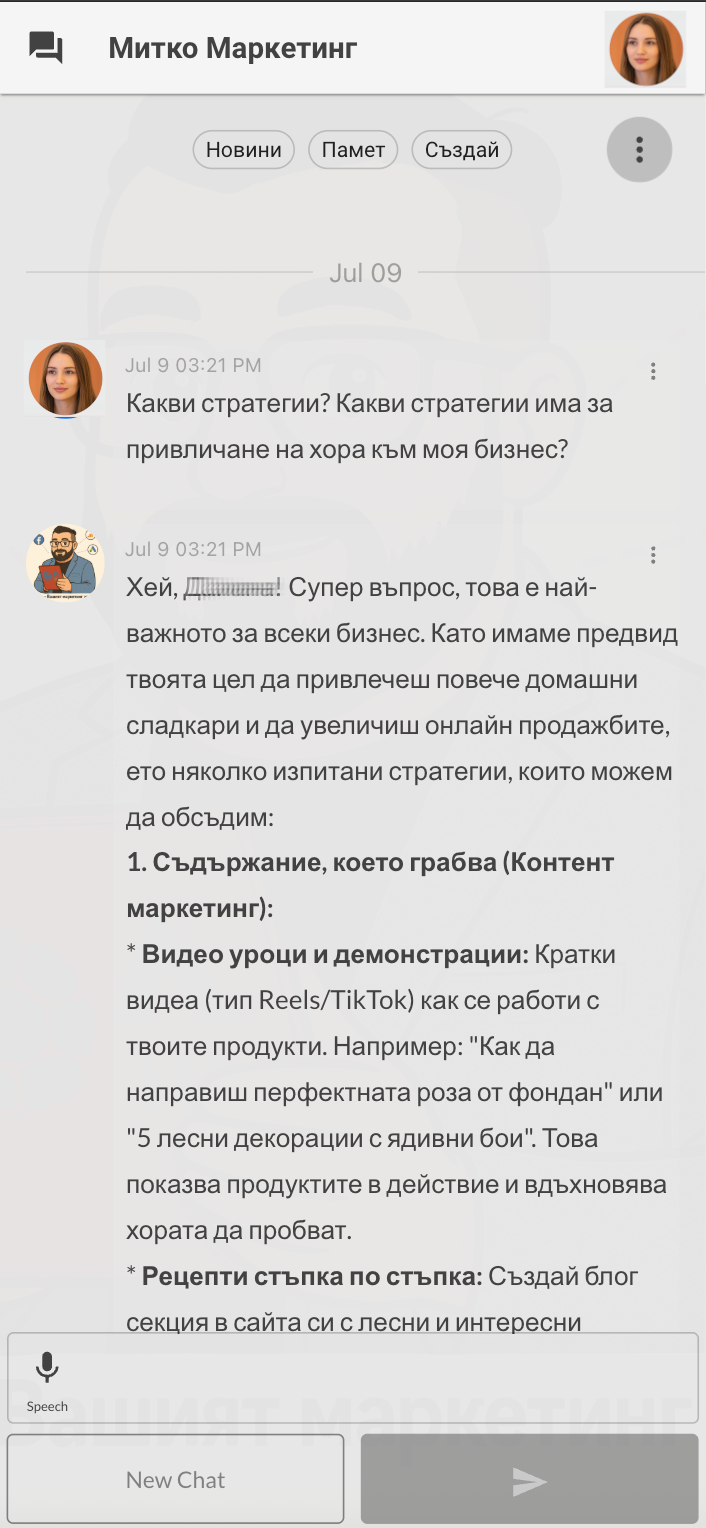 Митко Маркетинг
Новини
Памет
Създай
Jul 09
Jul 9 03:21 PM
Какви стратегии? Какви стратегии има за
привличане на хора към моя бизнес?
Jul 9 03:21 PM
Хей, ! Супер въпрос, това е най-
важното за всеки бизнес. Като имаме предвид
твоята цел да привлечеш повече домашни
сладкари и да увеличиш онлайн продажбите,
ето няколко изпитани стратегии, които можем
да обсъдим:
1. Съдържание, което грабва (Контент
маркетинг):
* Видео уроци и демонстрации: Кратки
видеа (тип Reels/TikTok) как се работи с
твоите продукти. Например: "Как да
направиш перфектната роза от фондан" или
"5 лесни декорации с ядивни бои". Това
показва продуктите в действие и вдъхновява
хората да пробват.
* Рецепти стъпка по стъпка: Създай блог
секция в сайта си с лесни и интересни
Speech
Вашият маркетинг
New Chat